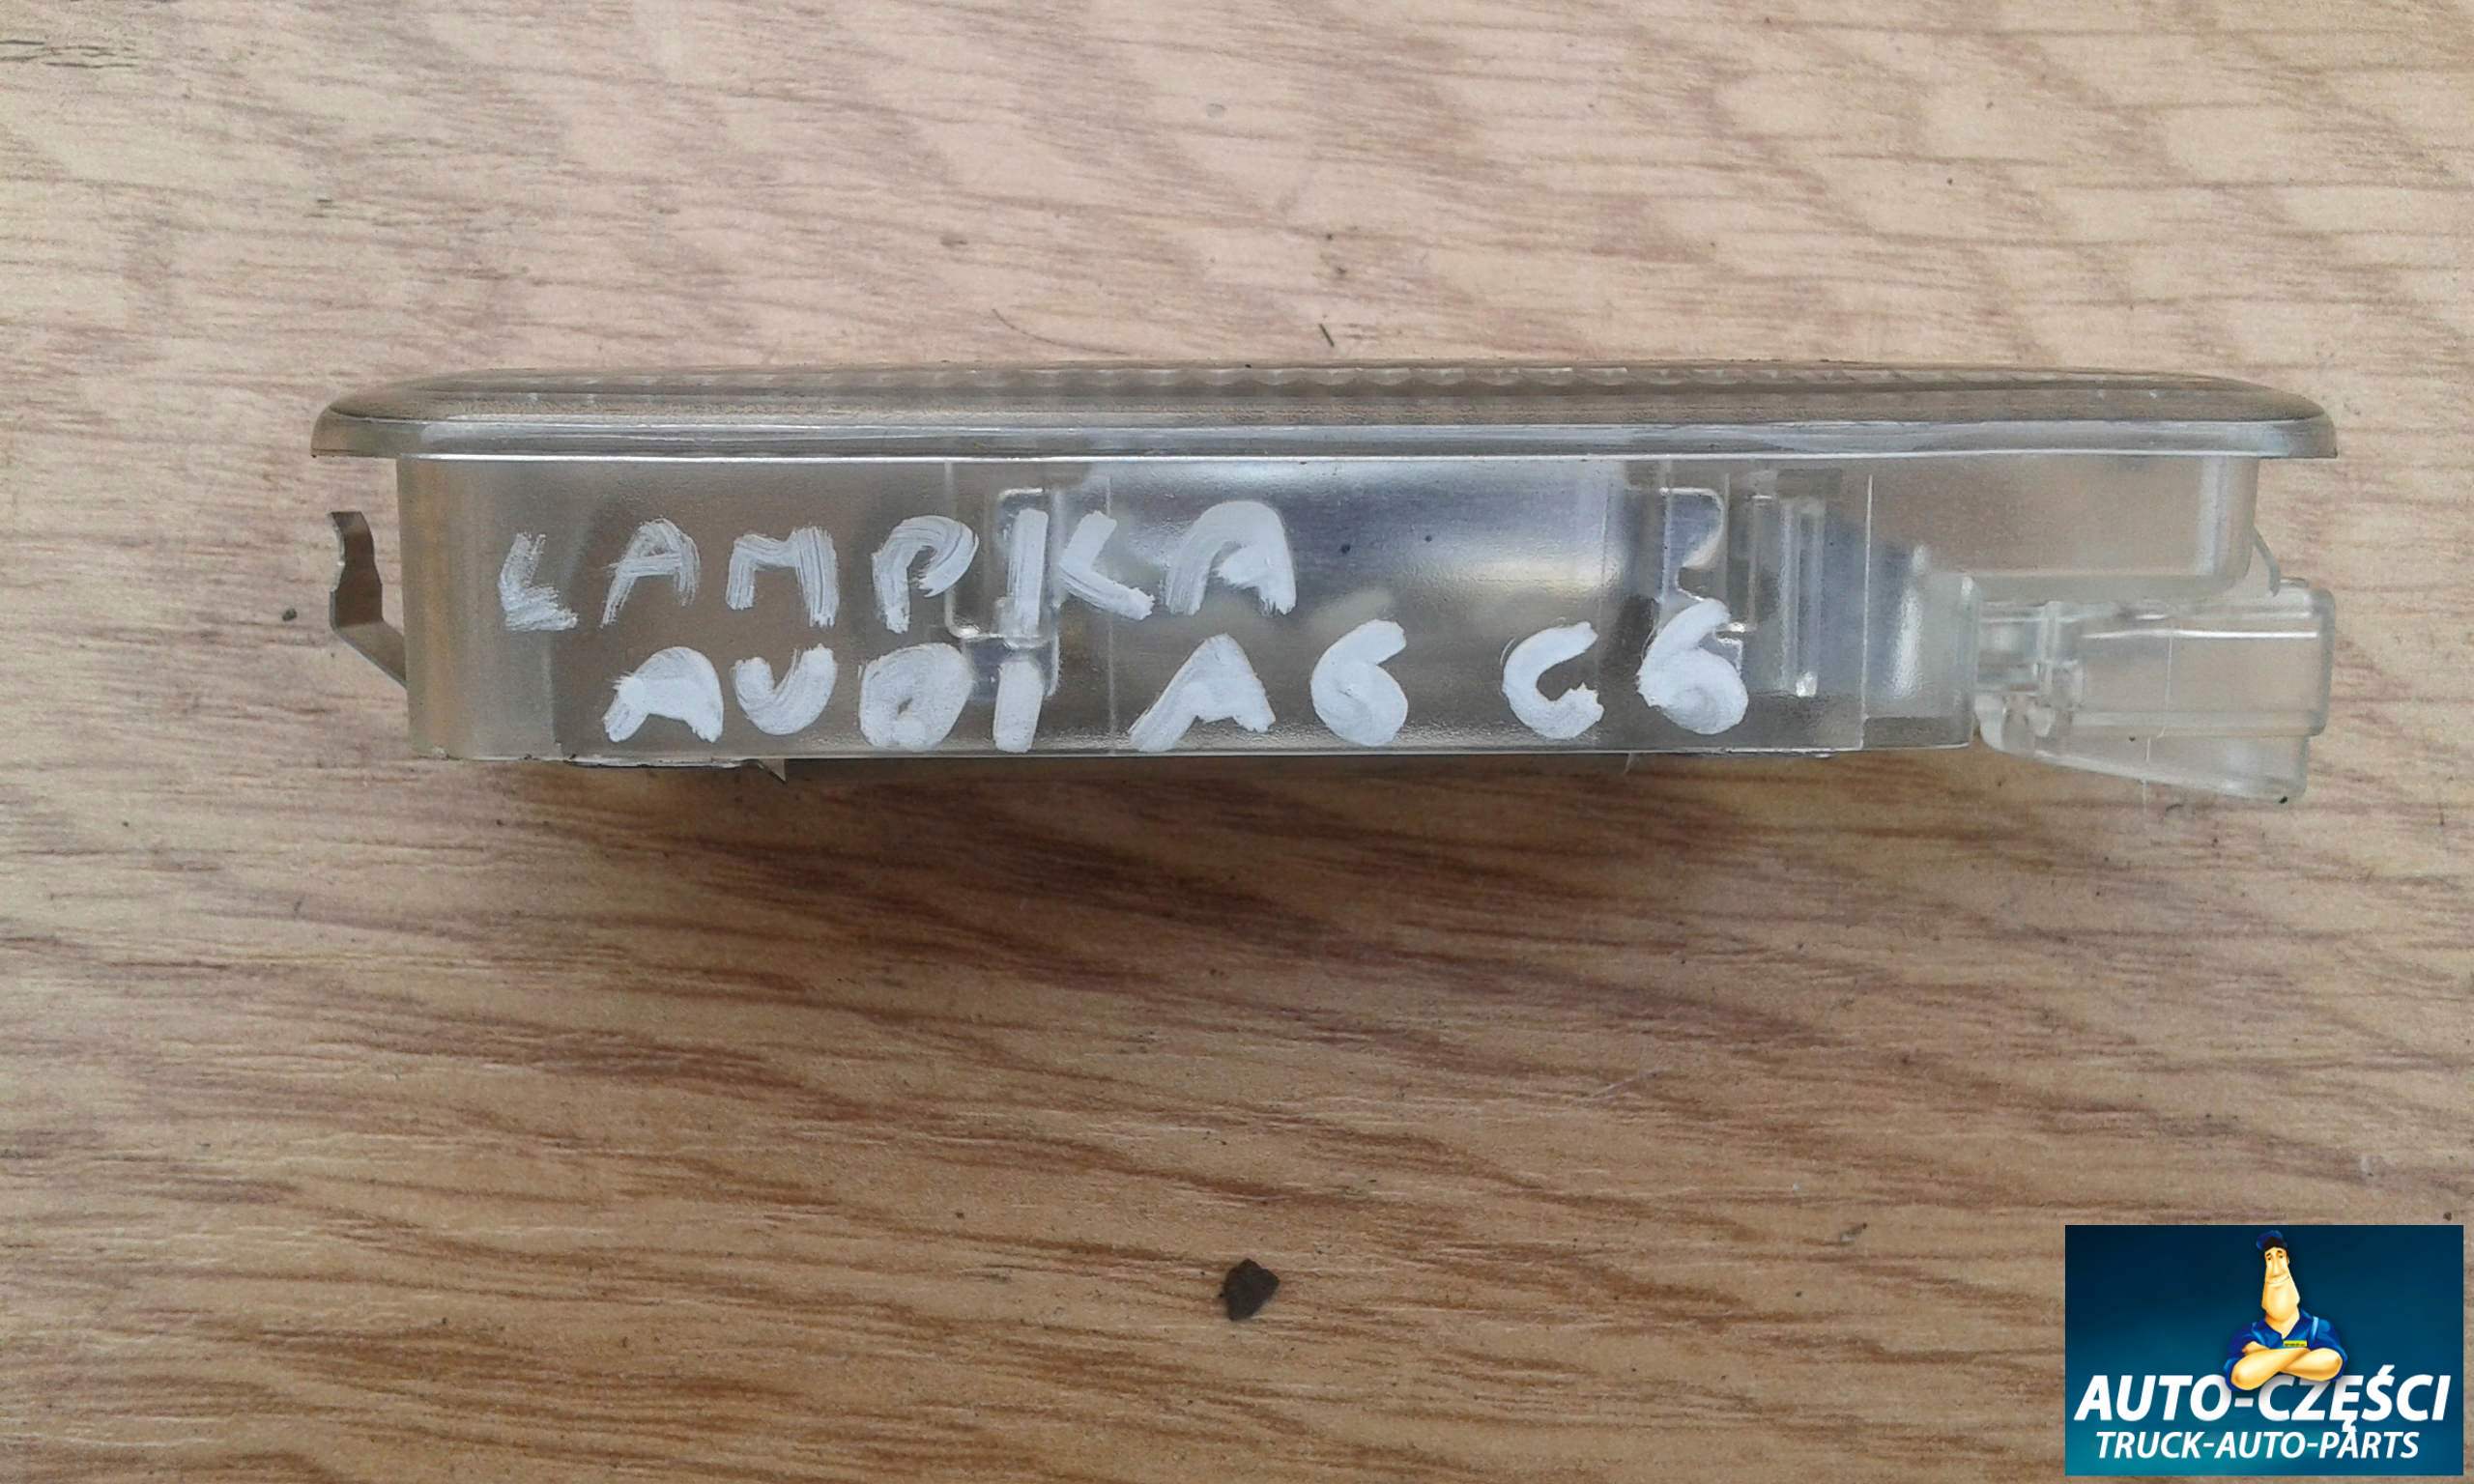 LAMPKA
AUDI A6 C6
AUTO-CZĘŚCI
TRUCK-AUTO-PARTS